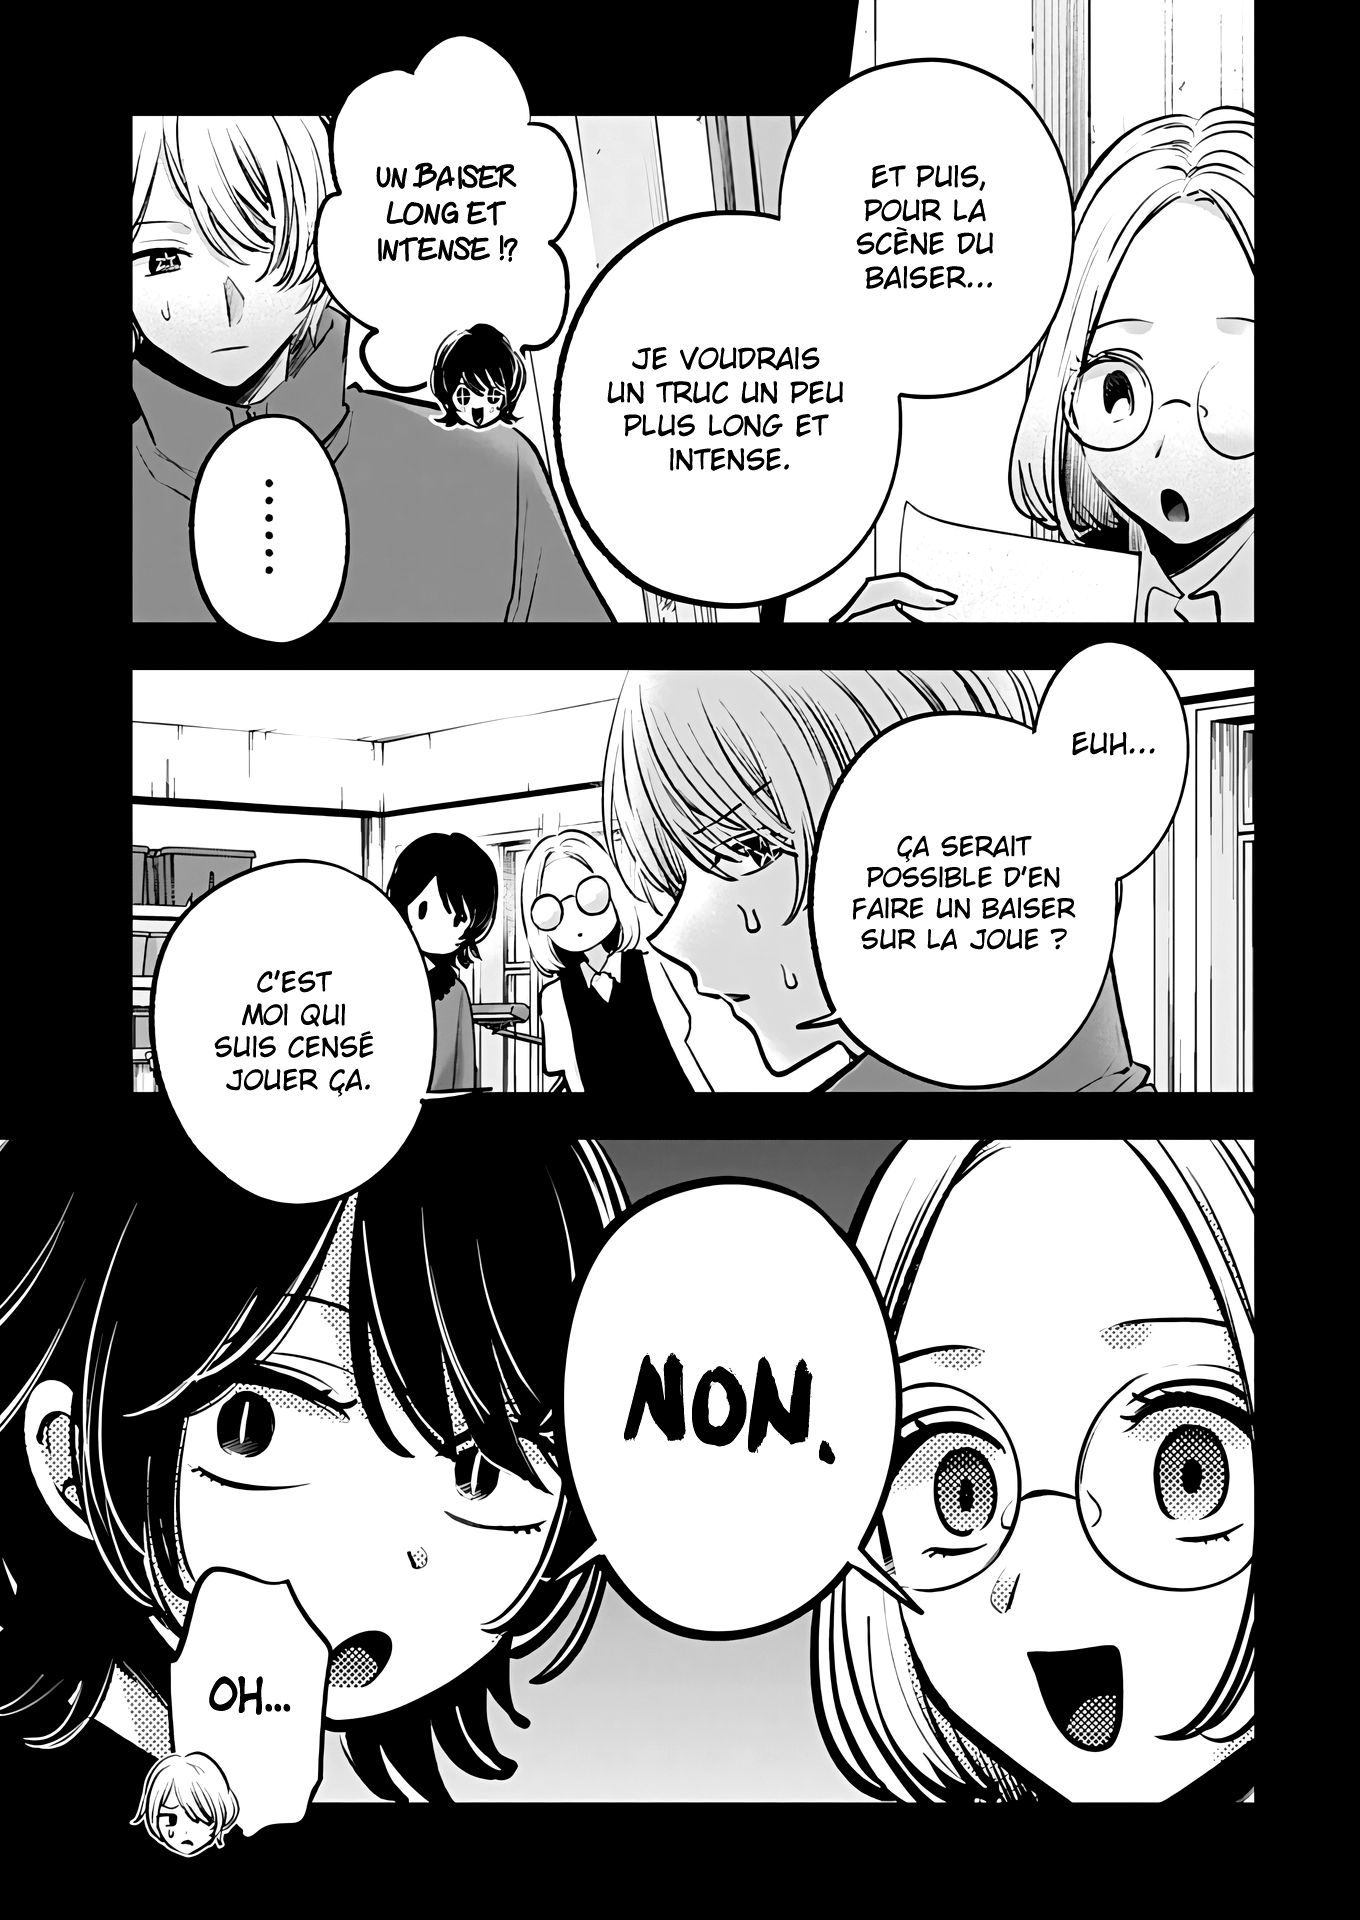 ET PUIS,
POUR LA
SCÈNE DU
BAISER...
JE VOUDRAIS
UN TRUC UN PEU
PLUS LONG ET
INTENSE.
UN BAISER
LONG ET
INTENSE !?
......
EUH...
ÇA SERAIT
POSSIBLE D'EN
FAIRE UN BAISER
SUR LA JOUE ?
C'EST
MOI QUI
SUIS CENSÉ
JOUER ÇA.
NON.
OH...